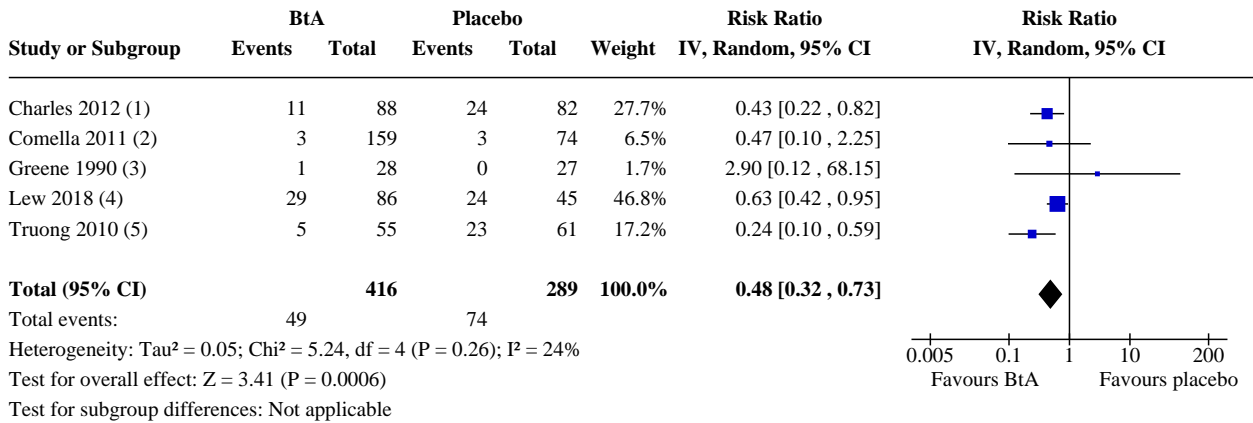 BtA Placebo Risk Ratio Risk Ratio
Study or Subgroup Events Total Events Total Weight IV, Random, 95% CI IV, Random, 95% CI
Charles 2012 (1) 11 88 24 82 27.7% 0.43 [0.22 , 0.82]
Comella 2011 (2) 3 159 3 74 6.5% 0.47 [0.10 , 2.25]
Greene 1990 (3) 1 28 0 27 1.7% 2.90 [0.12 , 68.15]
Lew 2018 (4) 29 86 24 45 46.8% 0.63 [0.42 , 0.95]
Truong 2010 (5) 5 55 23 61 17.2% 0.24 [0.10 , 0.59]
Total (95% CI) 416 289 100.0% 0.48 [0.32 , 0.73]
Total events: 49 74
Heterogeneity: Tau² = 0.05; Chi² = 5.24, df = 4 (P = 0.26); I² = 24%
0.005 0.1 1 10 200
Test for overall effect: Z = 3.41 (P = 0.0006)
Favours BtA Favours placebo
Test for subgroup differences: Not applicable